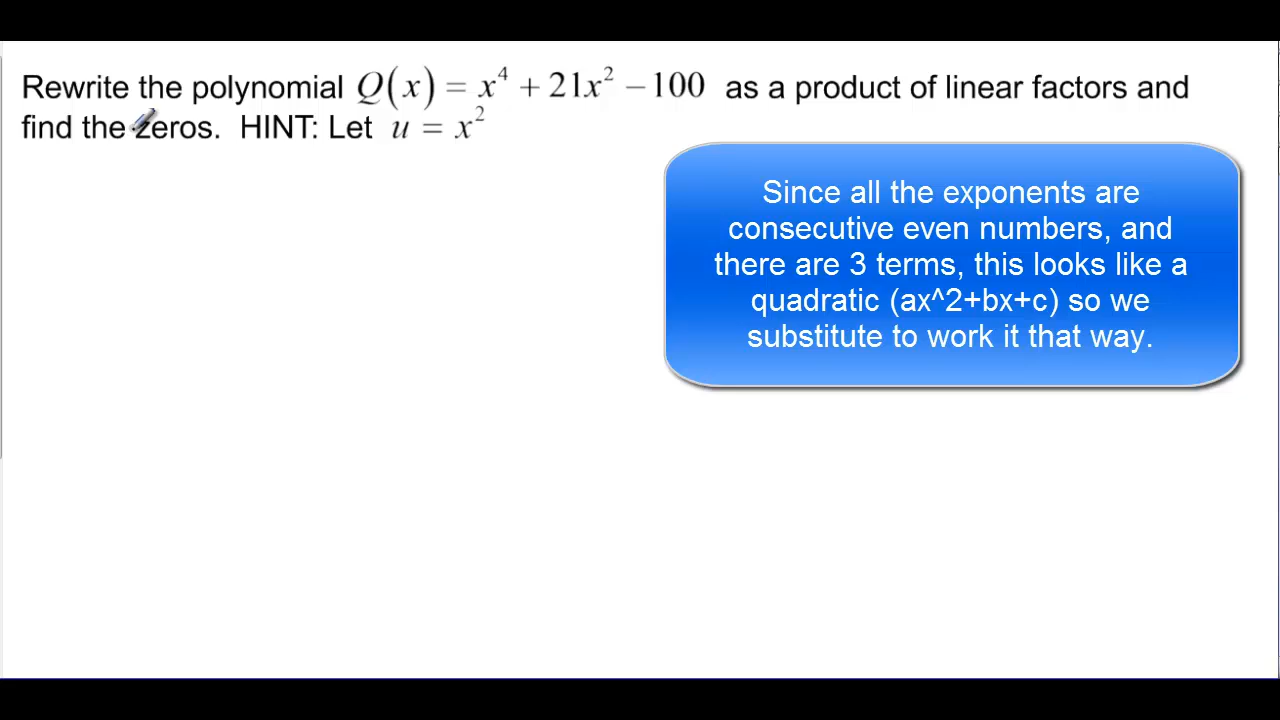 Rewrite the polynomial Q(x) = x⁴ + 21x² − 100 as a product of linear factors and
find the zeros. HINT: Let u = x²
Since all the exponents are
consecutive even numbers, and
there are 3 terms, this looks like a
quadratic (ax^2+bx+c) so we
substitute to work it that way.